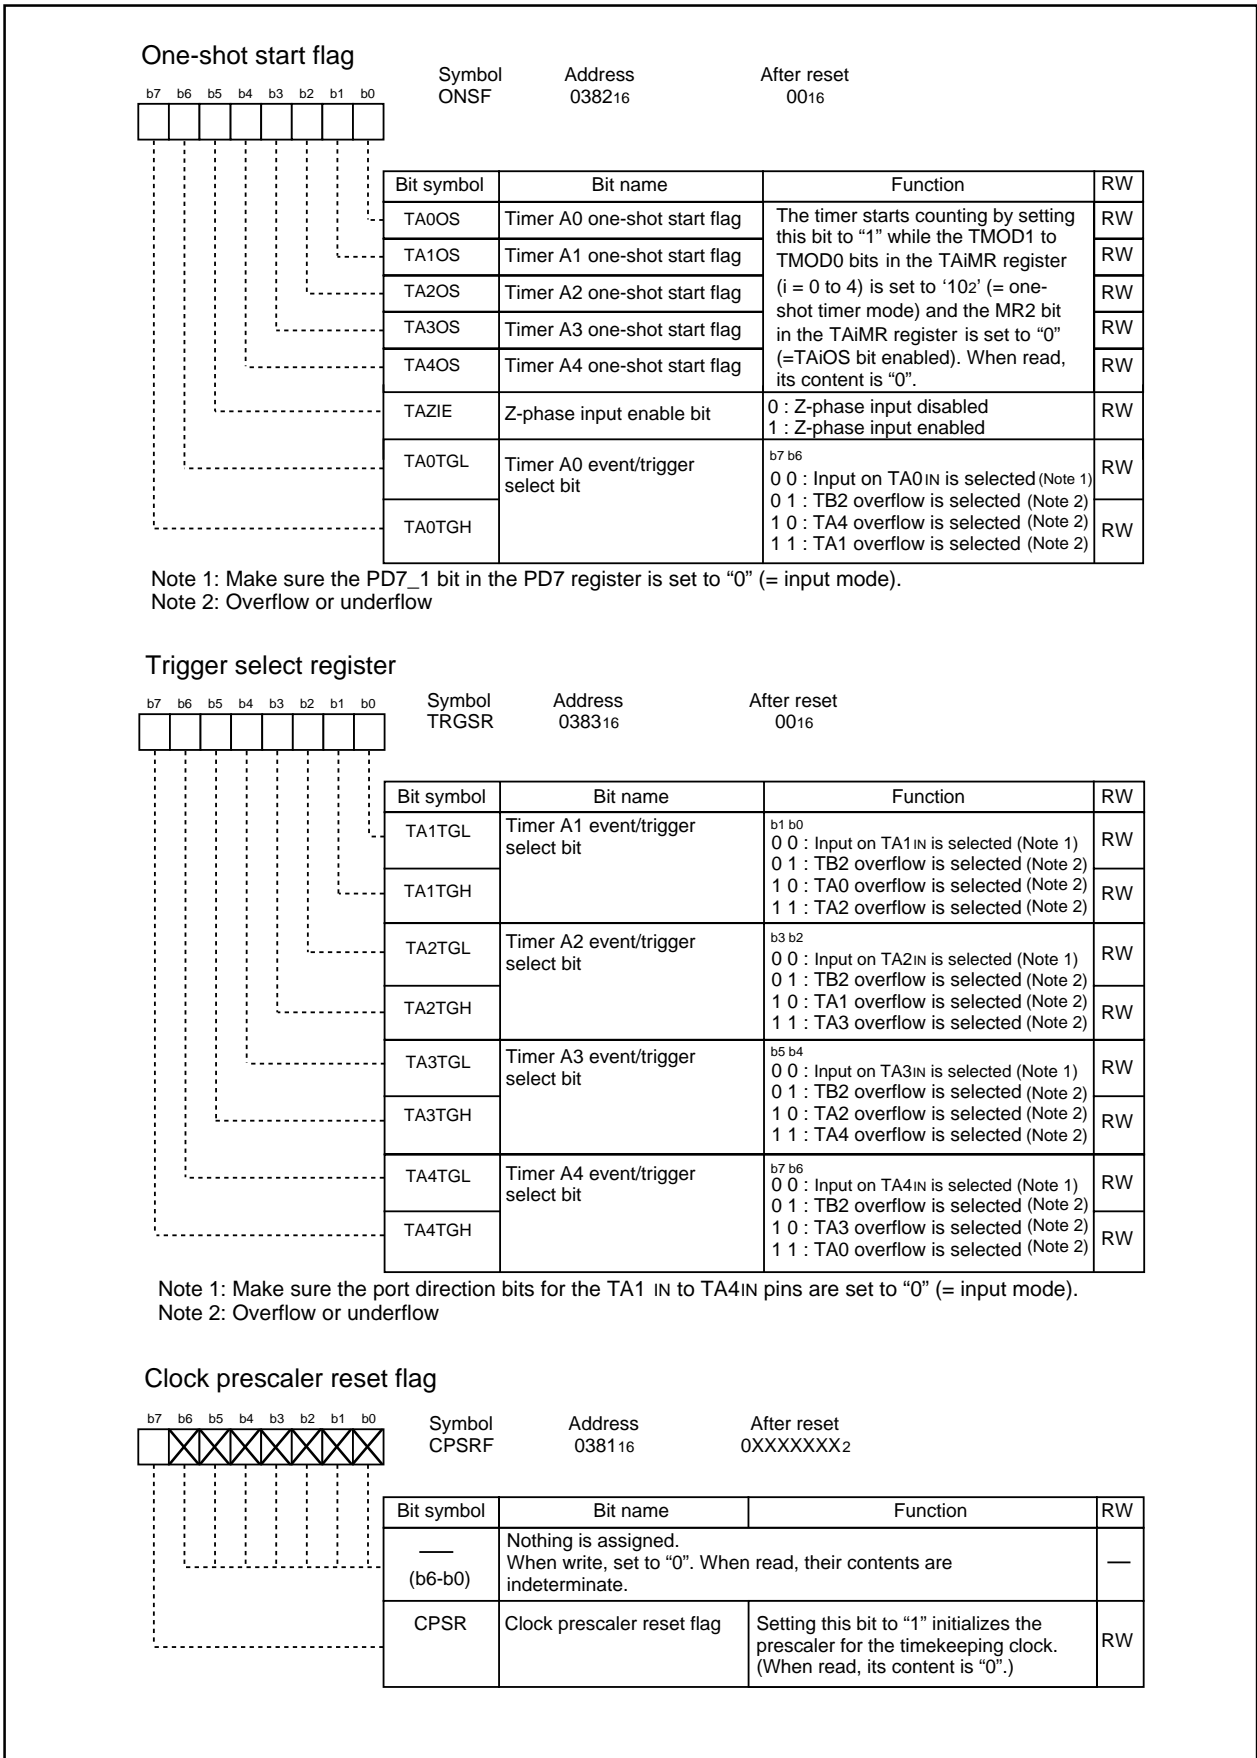 One-shot start flag
Symbol Address After reset
ONSF 038216 0016
b7 b6 b5 b4 b3 b2 b1 b0
Bit symbol Bit name Function RW
TA0OS Timer A0 one-shot start flag RW
TA1OS Timer A1 one-shot start flag RW
TA2OS Timer A2 one-shot start flag RW
TA3OS Timer A3 one-shot start flag RW
TA4OS Timer A4 one-shot start flag RW
The timer starts counting by setting
this bit to “1” while the TMOD1 to
TMOD0 bits in the TAiMR register
(i = 0 to 4) is set to ‘102’ (= one-
shot timer mode) and the MR2 bit
in the TAiMR register is set to “0”
(=TAiOS bit enabled). When read,
its content is “0”.
TAZIE Z-phase input enable bit RW
0 : Z-phase input disabled
1 : Z-phase input enabled
TA0TGL Timer A0 event/trigger RW
select bit
TA0TGH RW
b7 b6
0 0 : Input on TA0IN is selected (Note 1)
0 1 : TB2 overflow is selected (Note 2)
1 0 : TA4 overflow is selected (Note 2)
1 1 : TA1 overflow is selected (Note 2)
Note 1: Make sure the PD7_1 bit in the PD7 register is set to “0” (= input mode).
Note 2: Overflow or underflow
Trigger select register
Symbol Address After reset
TRGSR 038316 0016
b7 b6 b5 b4 b3 b2 b1 b0
Bit symbol Bit name Function RW
TA1TGL Timer A1 event/trigger RW
select bit
TA1TGH RW
b1 b0
0 0 : Input on TA1IN is selected (Note 1)
0 1 : TB2 overflow is selected (Note 2)
1 0 : TA0 overflow is selected (Note 2)
1 1 : TA2 overflow is selected (Note 2)
TA2TGL Timer A2 event/trigger RW
select bit
TA2TGH RW
b3 b2
0 0 : Input on TA2IN is selected (Note 1)
0 1 : TB2 overflow is selected (Note 2)
1 0 : TA1 overflow is selected (Note 2)
1 1 : TA3 overflow is selected (Note 2)
TA3TGL Timer A3 event/trigger RW
select bit
TA3TGH RW
b5 b4
0 0 : Input on TA3IN is selected (Note 1)
0 1 : TB2 overflow is selected (Note 2)
1 0 : TA2 overflow is selected (Note 2)
1 1 : TA4 overflow is selected (Note 2)
TA4TGL Timer A4 event/trigger RW
select bit
TA4TGH RW
b7 b6
0 0 : Input on TA4IN is selected (Note 1)
0 1 : TB2 overflow is selected (Note 2)
1 0 : TA3 overflow is selected (Note 2)
1 1 : TA0 overflow is selected (Note 2)
Note 1: Make sure the port direction bits for the TA1 IN to TA4IN pins are set to “0” (= input mode).
Note 2: Overflow or underflow
Clock prescaler reset flag
Symbol Address After reset
CPSRF 038116 0XXXXXXX2
b7 b6 b5 b4 b3 b2 b1 b0
Bit symbol Bit name Function RW
— Nothing is assigned. —
(b6-b0) When write, set to “0”. When read, their contents are
indeterminate.
CPSR Clock prescaler reset flag RW
Setting this bit to “1” initializes the
prescaler for the timekeeping clock.
(When read, its content is “0”.)